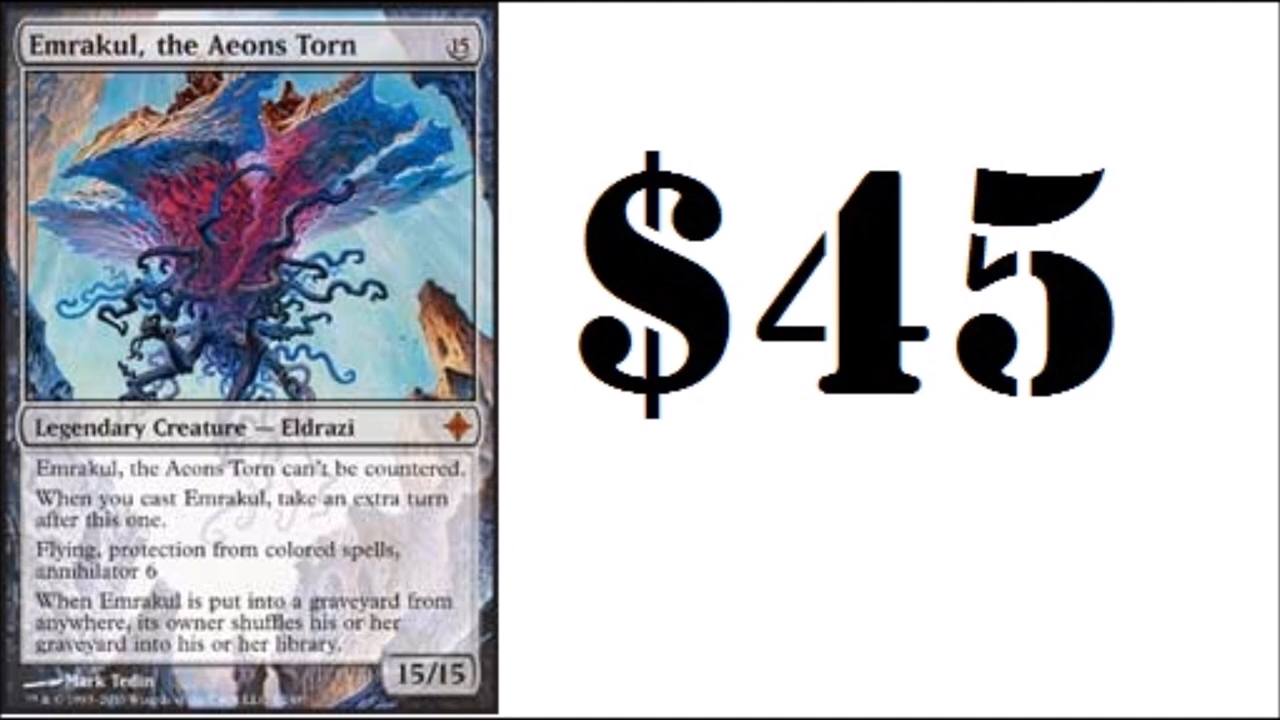 Emrakul, the Aeons Torn 15
$45
Legendary Creature — Eldrazi
Emrakul, the Aeons Torn can't be countered.
When you cast Emrakul, take an extra turn
after this one.
Flying, protection from colored spells,
annihilator 6
When Emrakul is put into a graveyard from
anywhere, its owner shuffles his or her
graveyard into his or her library.
15/15
Mark Tedin